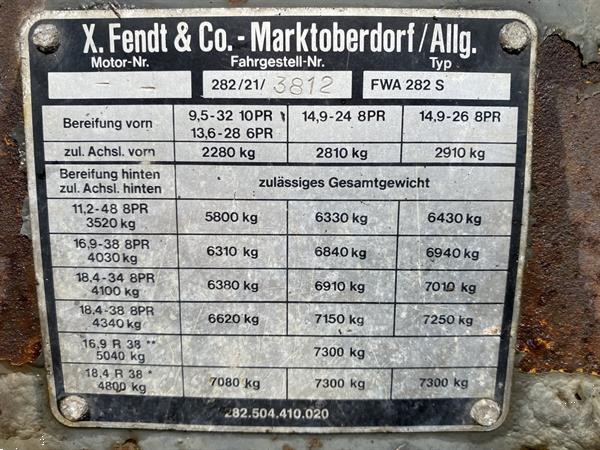 X. Fendt & Co. - Marktoberdorf/Allg.
Motor-Nr. Fahrgestell-Nr. Typ
- - 282/21/ 3812 FWA 282 S
Bereifung vorn 9,5-32 10PR 14,9-24 8PR 14,9-26 8PR
13,6-28 6PR
zul. Achsl. vorn 2280 kg 2810 kg 2910 kg
Bereifung hinten
zul. Achsl. hinten zulässiges Gesamtgewicht
11,2-48 8PR
3520 kg 5800 kg 6330 kg 6430 kg
16,9-38 8PR
4030 kg 6310 kg 6840 kg 6940 kg
18,4-34 8PR
4100 kg 6380 kg 6910 kg 7010 kg
18.4-38 8PR
4340 kg 6620 kg 7150 kg 7250 kg
16,9 R 38 **
5040 kg 7300 kg
18,4 R 38 *
4800 kg 7080 kg 7300 kg 7300 kg
282.504.410.020